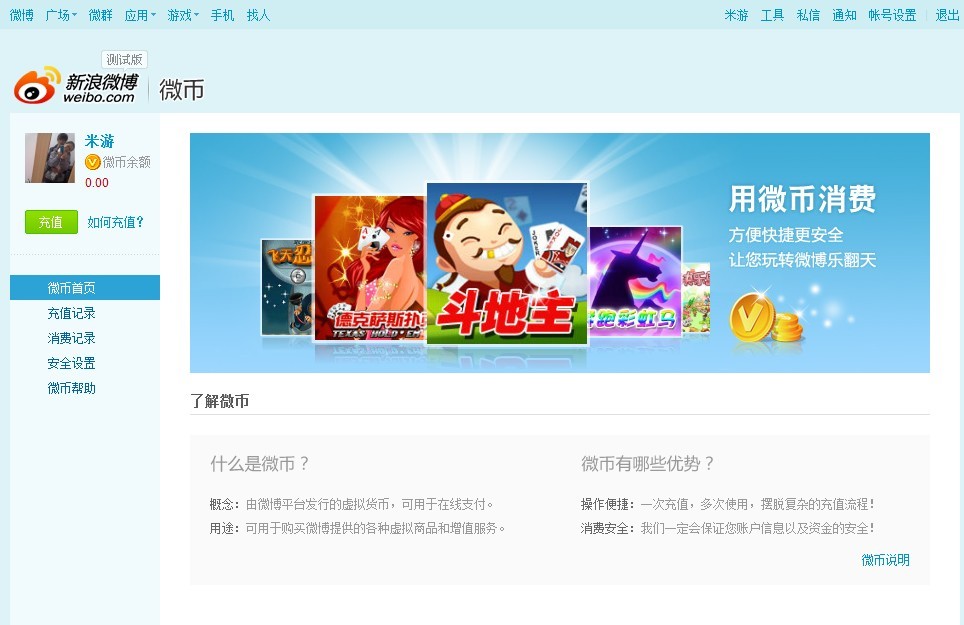 微博 广场 微群 应用 游戏 手机 找人
米游 工具 私信 通知 帐号设置 退出
测试版
新浪微博
weibo.com
微币
米游
微币余额
0.00
充值 如何充值?
微币首页
充值记录
消费记录
安全设置
微币帮助
飞天忍
德克萨斯扑
TEXAS HOLD'EM
斗地主
跑彩虹马
用微币消费
方便快捷更安全
让您玩转微博乐翻天
了解微币
什么是微币?
概念: 由微博平台发行的虚拟货币，可用于在线支付。
用途: 可用于购买微博提供的各种虚拟商品和增值服务。
微币有哪些优势?
操作便捷: 一次充值，多次使用，摆脱复杂的充值流程!
消费安全: 我们一定会保证您账户信息以及资金的安全!
微币说明